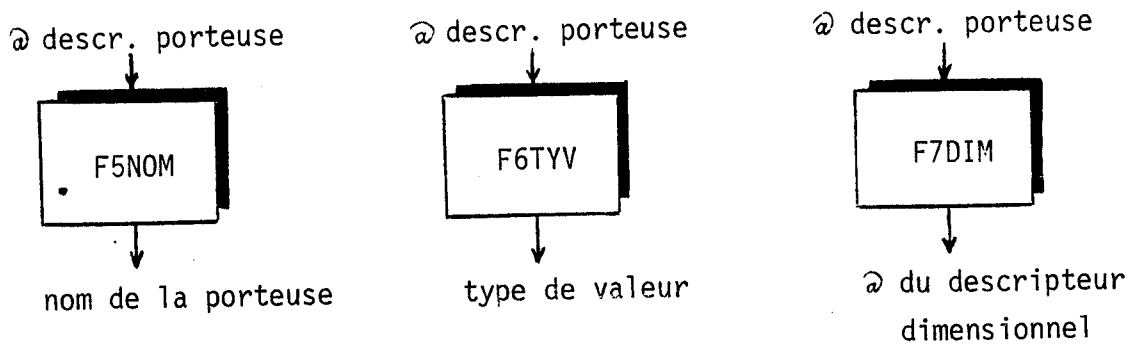 @ descr. porteuse
@ descr. porteuse
@ descr. porteuse
F5NOM
F6TYV
F7DIM
nom de la porteuse
type de valeur
@ du descripteur
dimensionnel